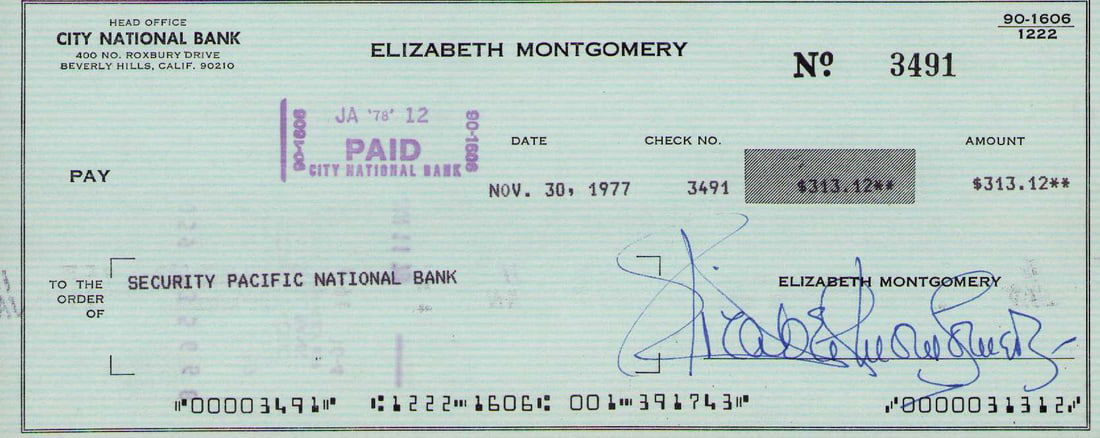 HEAD OFFICE
CITY NATIONAL BANK
400 NO. ROXBURY DRIVE
BEVERLY HILLS, CALIF. 90210
ELIZABETH MONTGOMERY
90-1606
1222
Nº 3491
JA '78' 12
90-1606
PAID
90-1606
CITY NATIONAL BANK
DATE CHECK NO. AMOUNT
PAY
NOV. 30, 1977 3491 $313.12** $313.12**
TO THE
ORDER
OF
SECURITY PACIFIC NATIONAL BANK
ELIZABETH MONTGOMERY
Elizabeth Montgomery
⑈00003491⑈ ⑆1222⑉1606⑆ 001⑉391743⑈ ⑇0000031312⑇